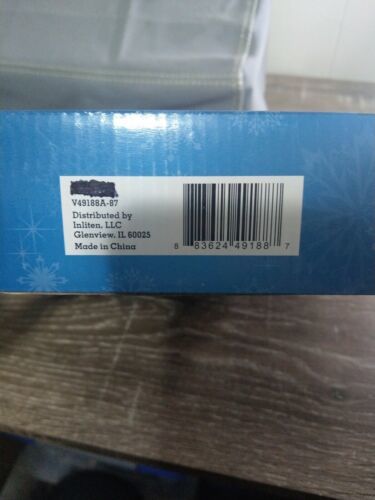 V49188A-87
Distributed by
Inliten, LLC
Glenview, IL 60025
Made in China
8 83624 49188 7